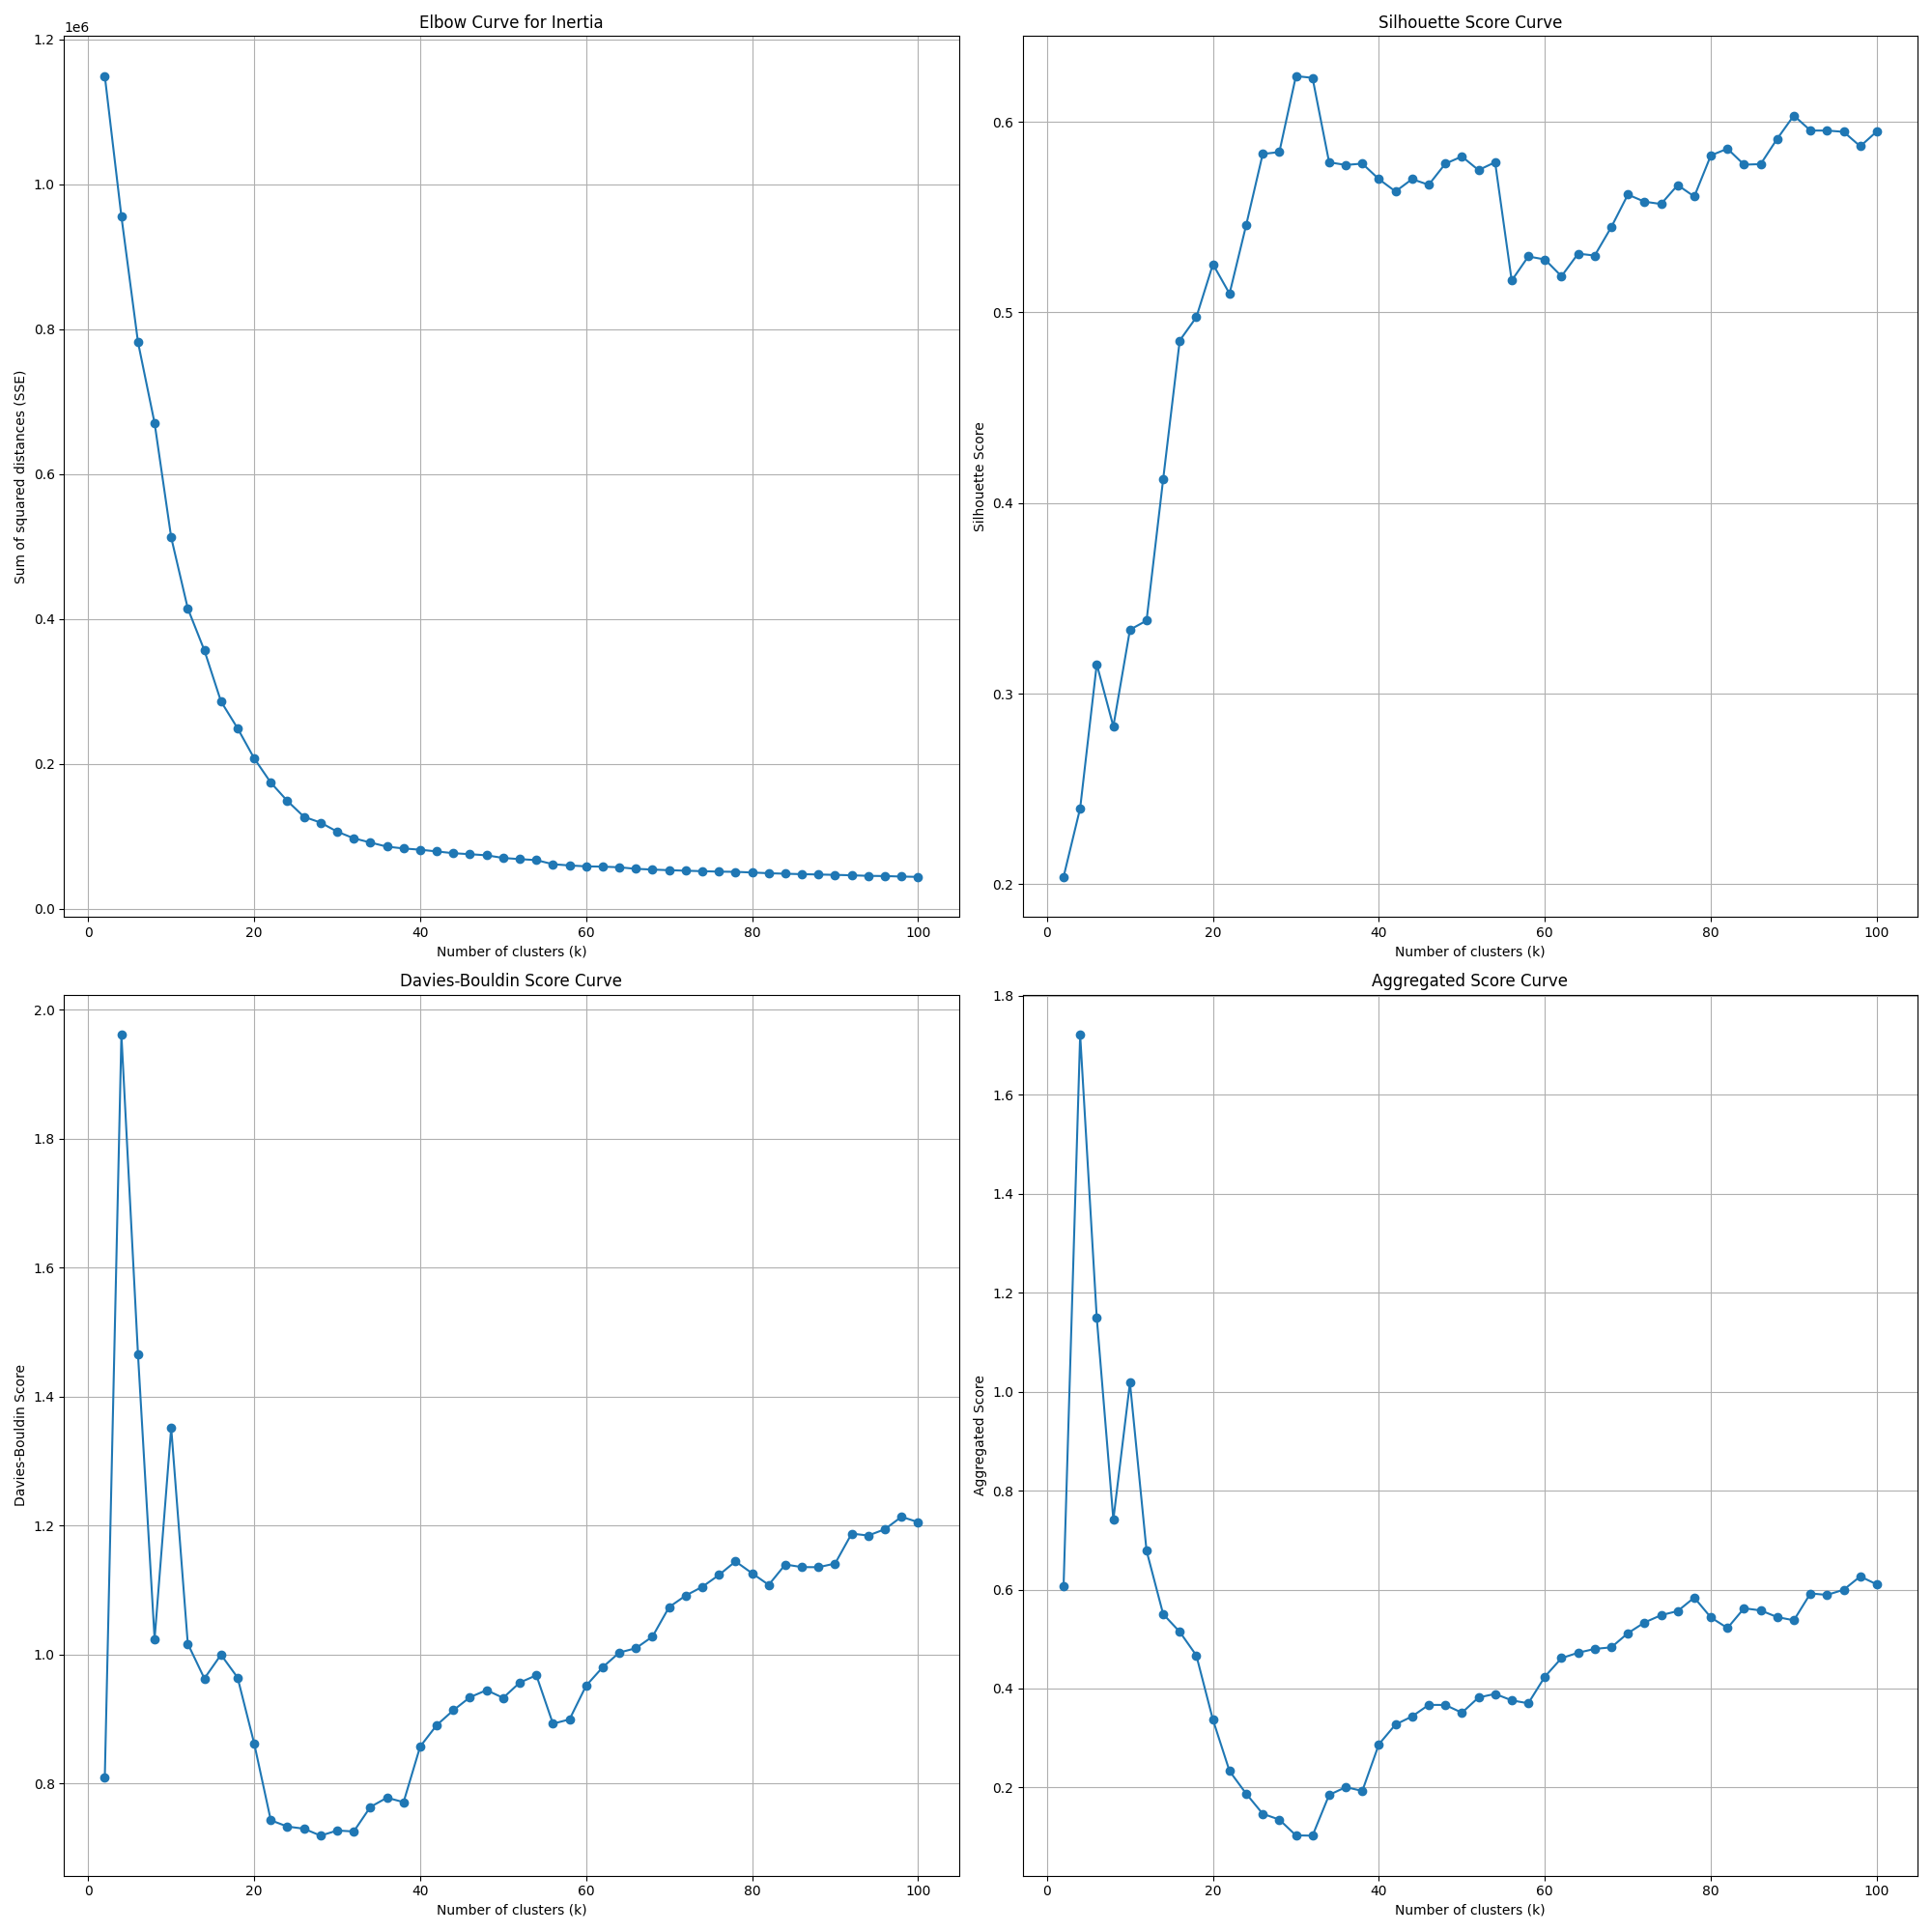 Elbow Curve for Inertia
1e6
1.2
1.0
0.8
0.6
0.4
0.2
0.0
Sum of squared distances (SSE)
0 20 40 60 80 100
Number of clusters (k)
Silhouette Score Curve
0.6
0.5
0.4
0.3
0.2
Silhouette Score
0 20 40 60 80 100
Number of clusters (k)
Davies-Bouldin Score Curve
2.0
1.8
1.6
1.4
1.2
1.0
0.8
Davies-Bouldin Score
0 20 40 60 80 100
Number of clusters (k)
Aggregated Score Curve
1.8
1.6
1.4
1.2
1.0
0.8
0.6
0.4
0.2
Aggregated Score
0 20 40 60 80 100
Number of clusters (k)